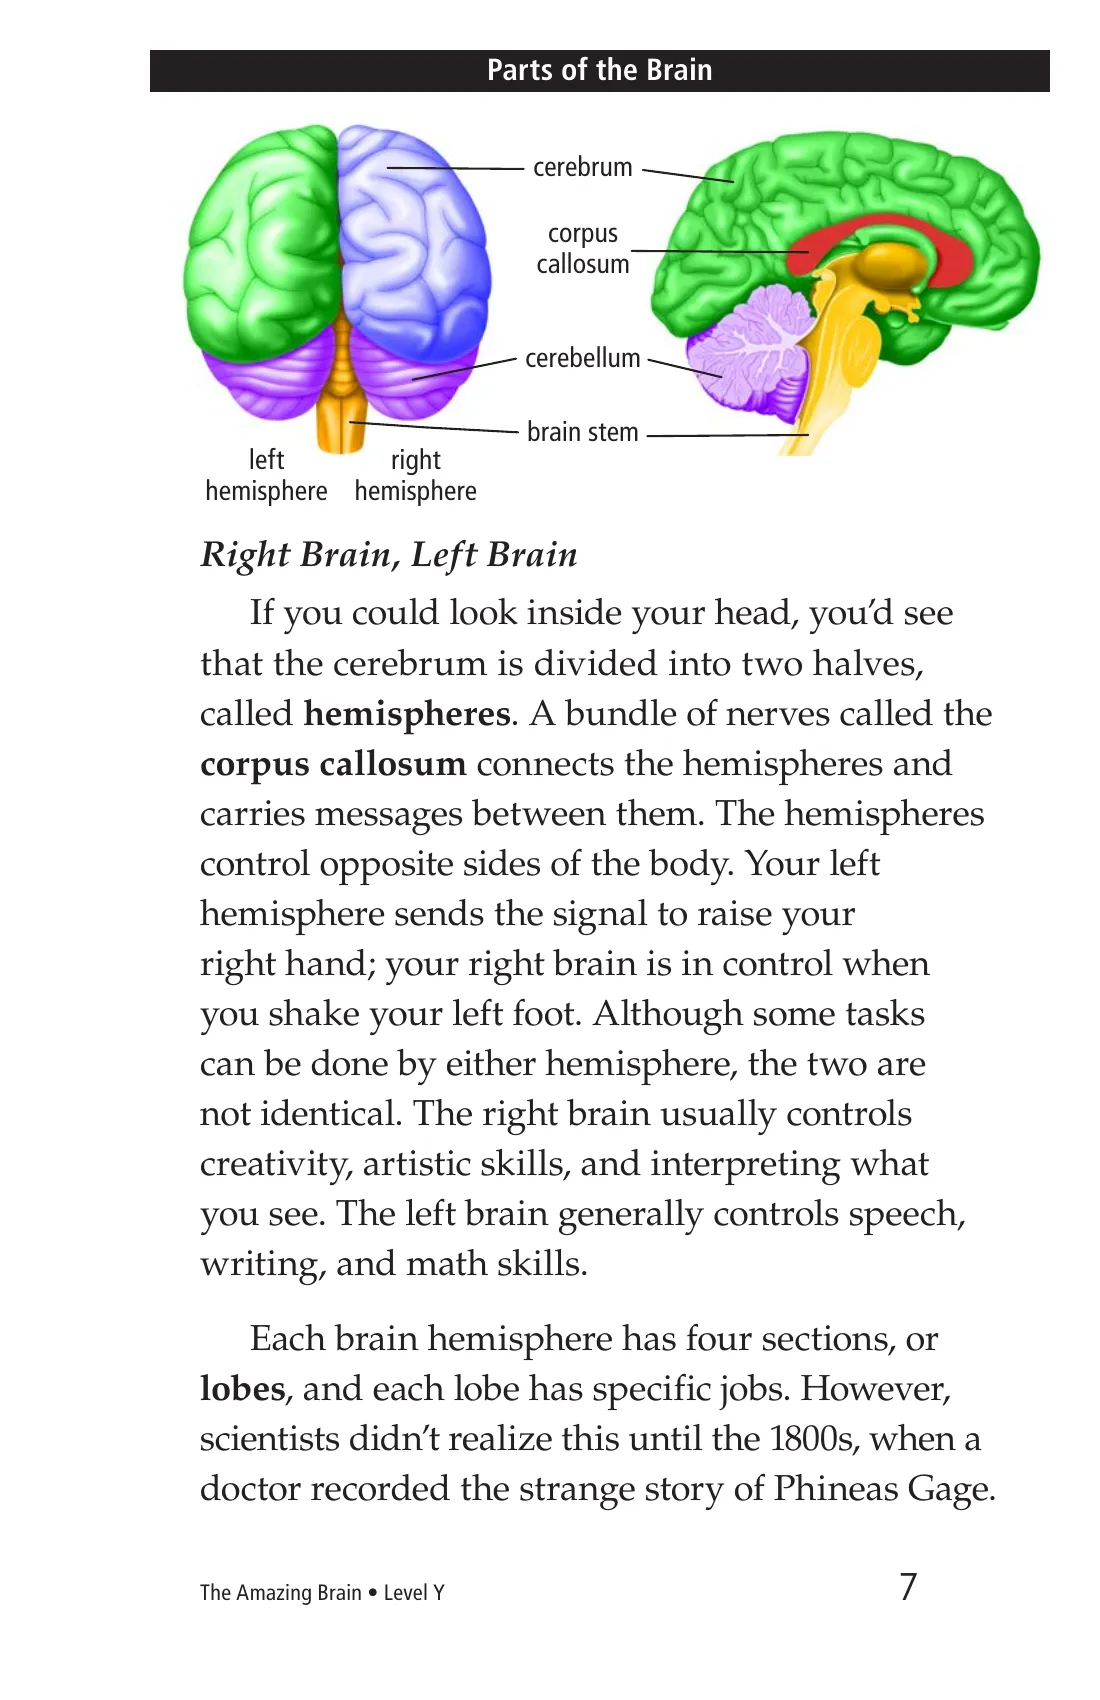 Parts of the Brain
cerebrum
corpus
callosum
cerebellum
brain stem
left
hemisphere
right
hemisphere
Right Brain, Left Brain
If you could look inside your head, you’d see
that the cerebrum is divided into two halves,
called hemispheres. A bundle of nerves called the
corpus callosum connects the hemispheres and
carries messages between them. The hemispheres
control opposite sides of the body. Your left
hemisphere sends the signal to raise your
right hand; your right brain is in control when
you shake your left foot. Although some tasks
can be done by either hemisphere, the two are
not identical. The right brain usually controls
creativity, artistic skills, and interpreting what
you see. The left brain generally controls speech,
writing, and math skills.
Each brain hemisphere has four sections, or
lobes, and each lobe has specific jobs. However,
scientists didn’t realize this until the 1800s, when a
doctor recorded the strange story of Phineas Gage.
The Amazing Brain • Level Y
7